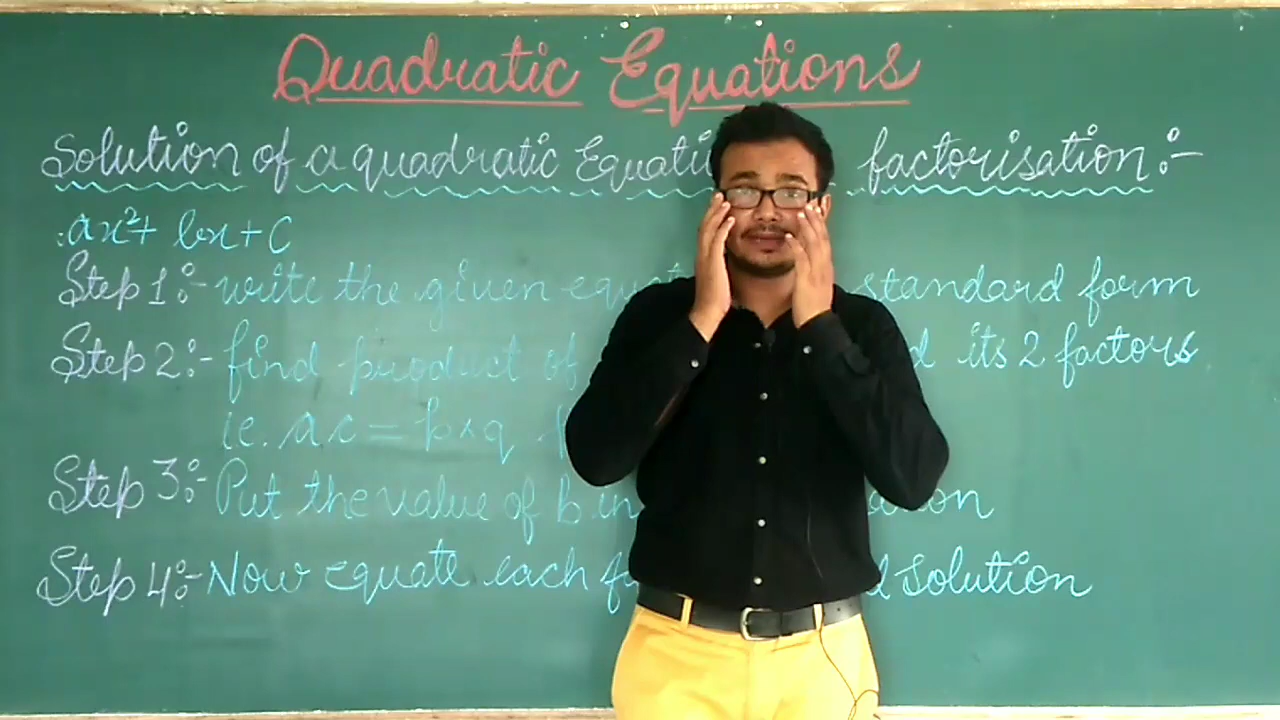 Quadratic Equations
Solution of a quadratic Equati factorisation:-
ax²+ bx+C
Step 1:- write the given equ standard form
Step 2:- find product of its 2 factors
ie. ac = p×q
Step 3:- Put the value of b in
Step 4:- Now equate each solution